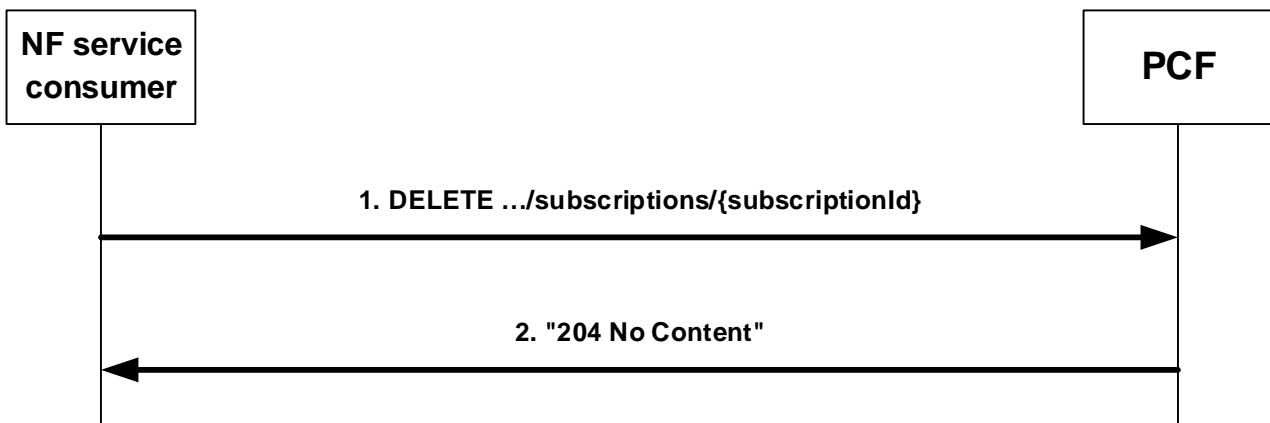 NF service
consumer
PCF
1. DELETE …/subscriptions/{subscriptionId}
2. "204 No Content"